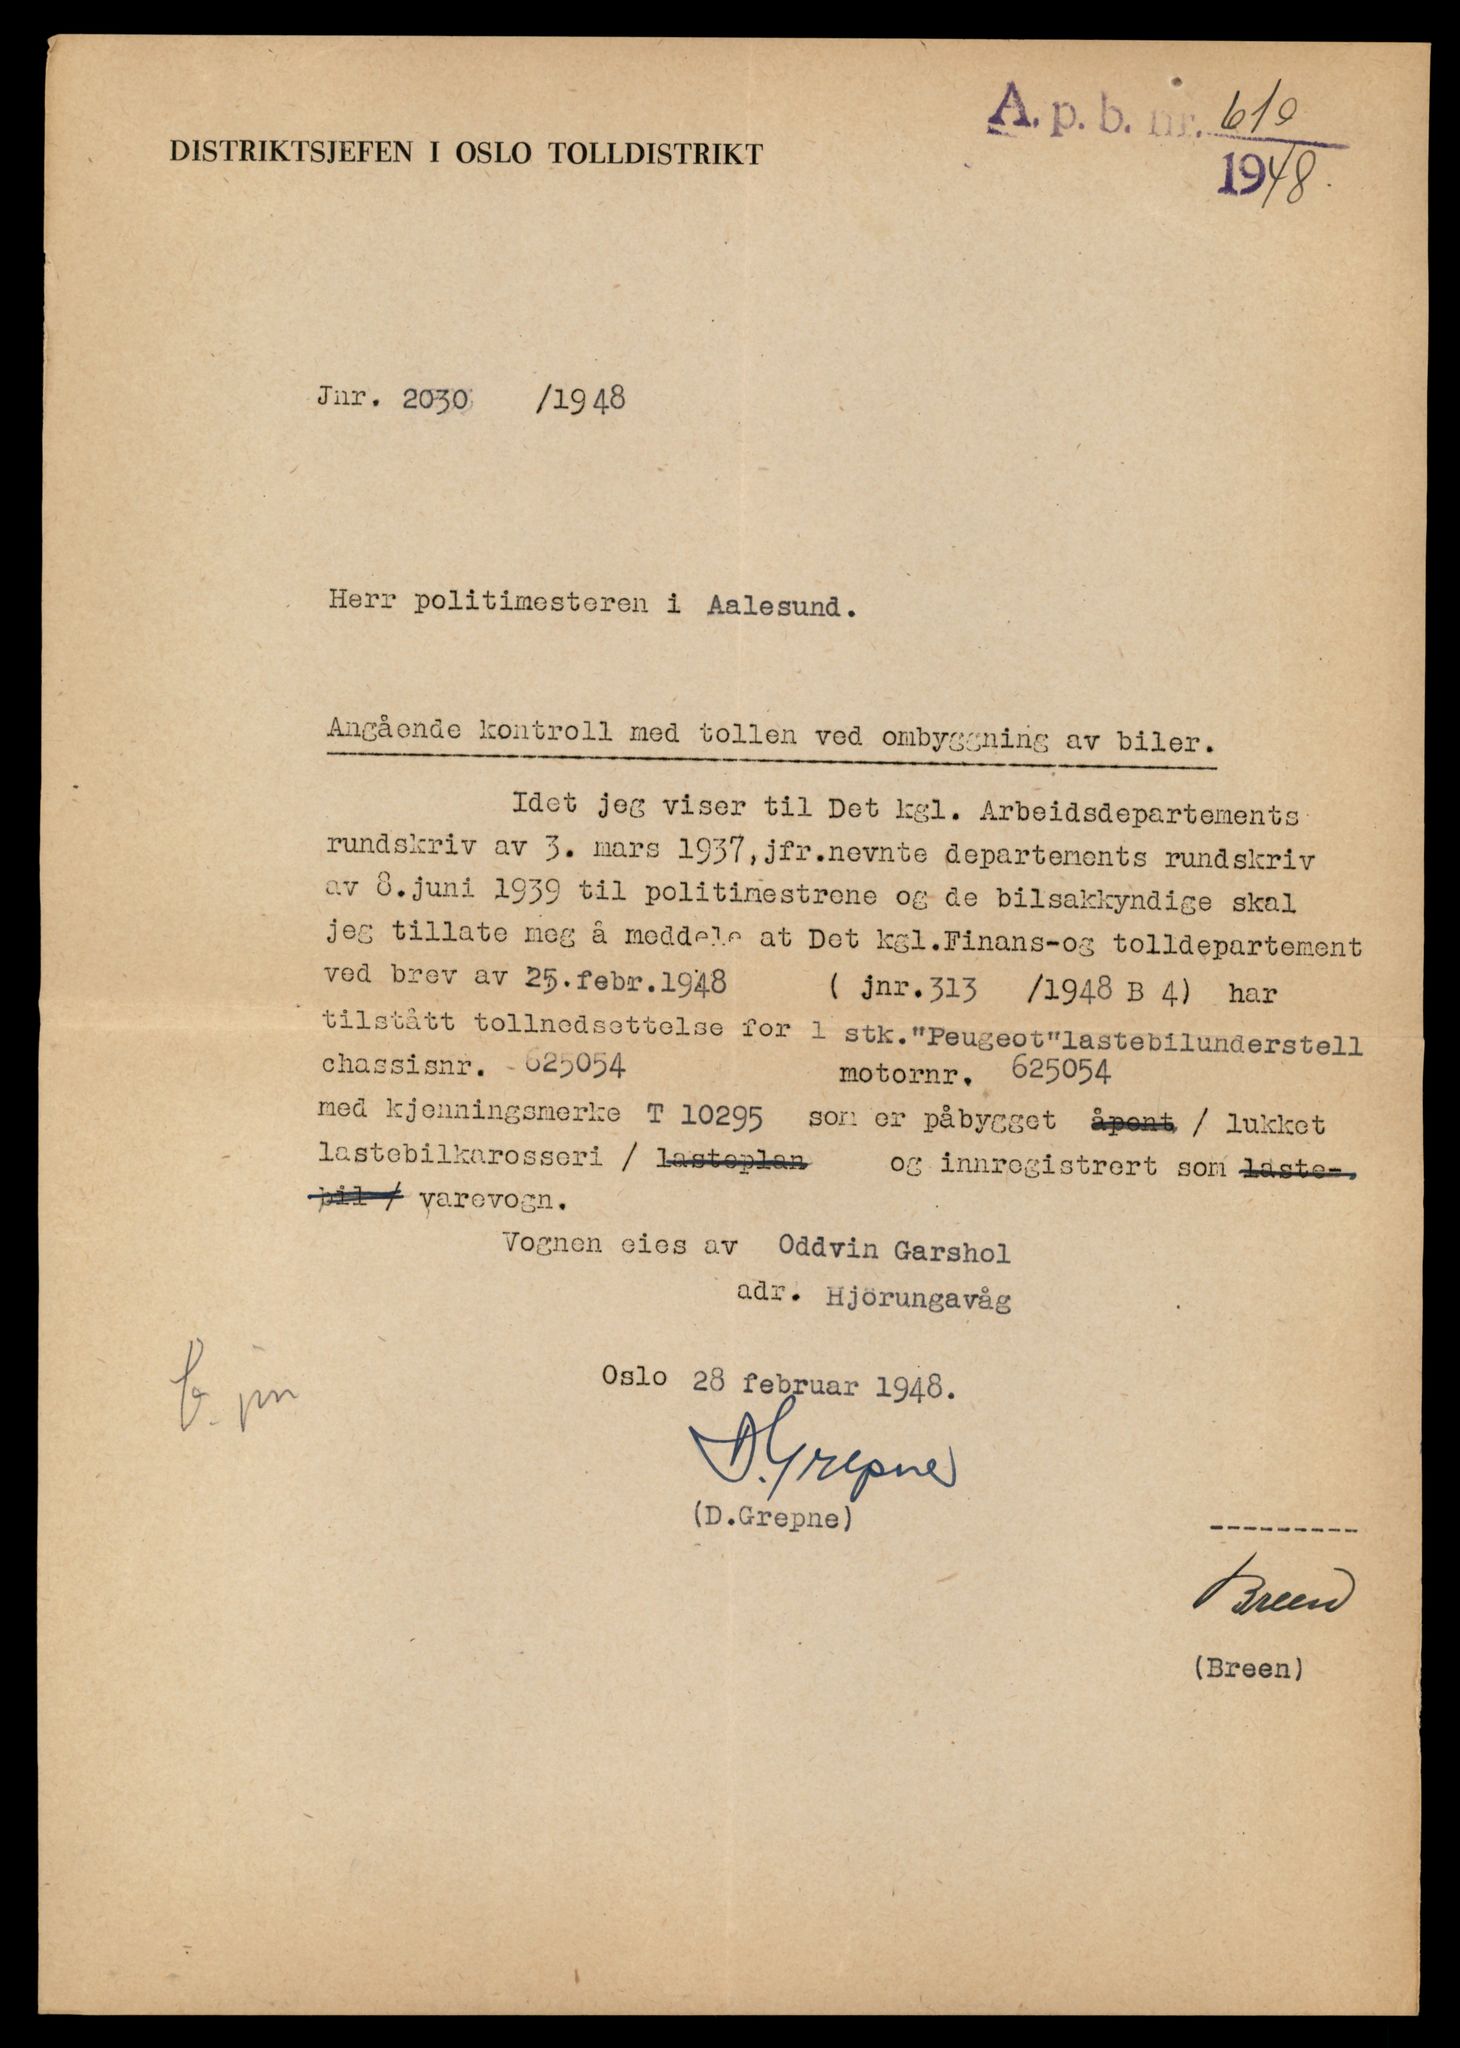 A. p. b. nr. 610
1948.
DISTRIKTSJEFEN I OSLO TOLLDISTRIKT
Jnr. 2030 /1948
Herr politimesteren i Aalesund.
Angående kontroll med tollen ved ombyggning av biler.
Idet jeg viser til Det kgl. Arbeidsdepartements
rundskriv av 3. mars 1937, jfr.nevnte departements rundskriv
av 8.juni 1939 til politimestrene og de bilsakkyndige skal
jeg tillate meg å meddele at Det kgl.Finans-og tolldepartement
ved brev av 25.febr.1948 ( jnr.313 /1948 B 4) har
tilstått tollnedsettelse for 1 stk."Peugeot"lastebilunderstell
chassisnr. 625054 motornr. 625054
med kjenningsmerke T 10295 som er påbygget åpent / lukket
lastebilkarosseri / lasteplan og innregistrert som laste-
bil / varevogn.
Vognen eies av Oddvin Garshol
adr. Hjörungavåg
Oslo 28 februar 1948.
D. Grepne
(D.Grepne)
----------
Breen
(Breen)